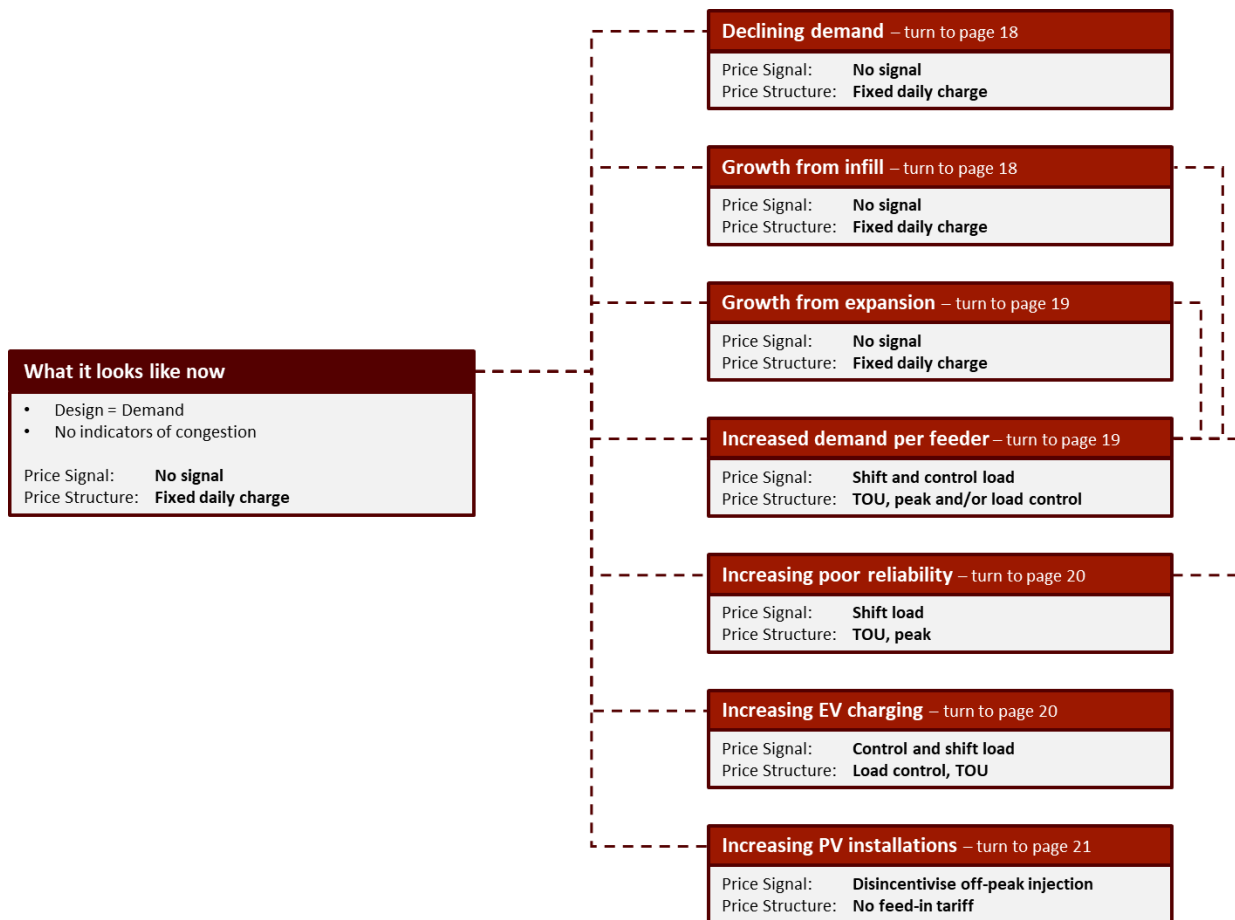 What it looks like now
• Design = Demand
• No indicators of congestion
Price Signal: No signal
Price Structure: Fixed daily charge
Declining demand – turn to page 18
Price Signal: No signal
Price Structure: Fixed daily charge
Growth from infill – turn to page 18
Price Signal: No signal
Price Structure: Fixed daily charge
Growth from expansion – turn to page 19
Price Signal: No signal
Price Structure: Fixed daily charge
Increased demand per feeder – turn to page 19
Price Signal: Shift and control load
Price Structure: TOU, peak and/or load control
Increasing poor reliability – turn to page 20
Price Signal: Shift load
Price Structure: TOU, peak
Increasing EV charging – turn to page 20
Price Signal: Control and shift load
Price Structure: Load control, TOU
Increasing PV installations – turn to page 21
Price Signal: Disincentivise off-peak injection
Price Structure: No feed-in tariff